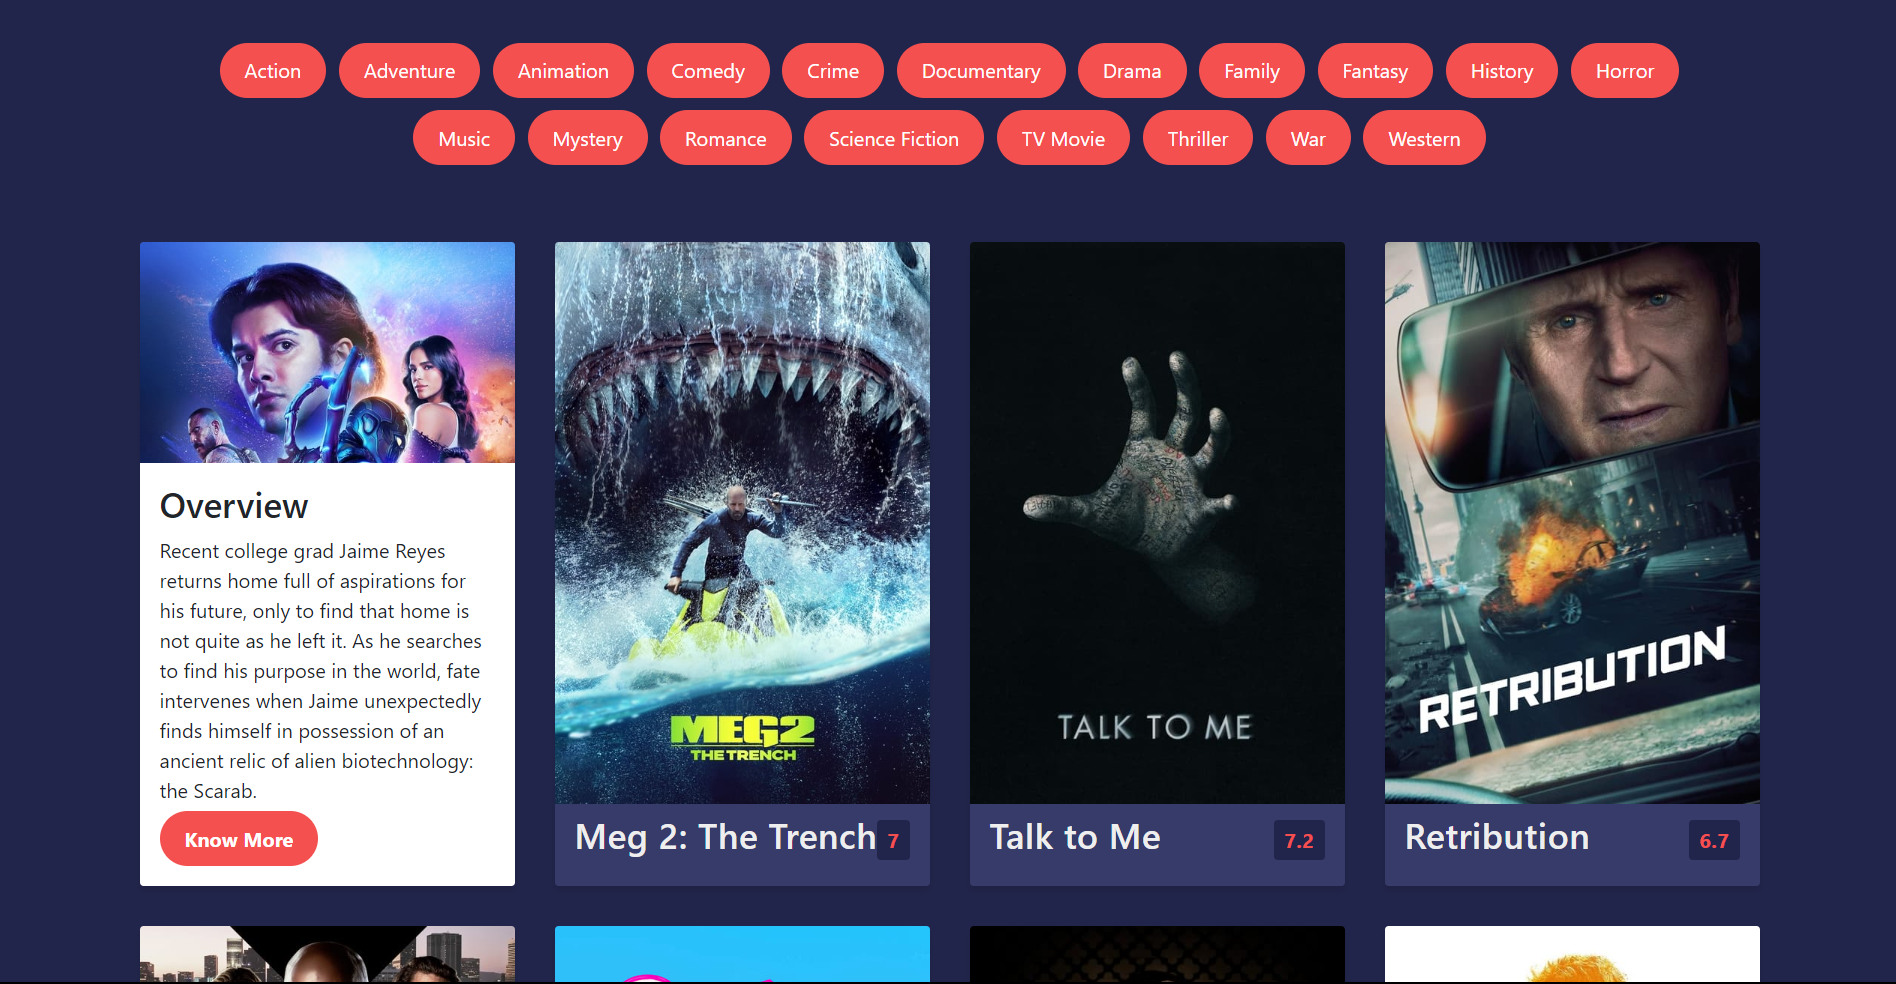 Action Adventure Animation Comedy Crime Documentary Drama Family Fantasy History Horror
Music Mystery Romance Science Fiction TV Movie Thriller War Western
Overview
Recent college grad Jaime Reyes
returns home full of aspirations for
his future, only to find that home is
not quite as he left it. As he searches
to find his purpose in the world, fate
intervenes when Jaime unexpectedly
finds himself in possession of an
ancient relic of alien biotechnology:
the Scarab.
Know More
MEG2
THE TRENCH
Meg 2: The Trench 7
TALK TO ME
Talk to Me 7.2
RETRIBUTION
Retribution 6.7